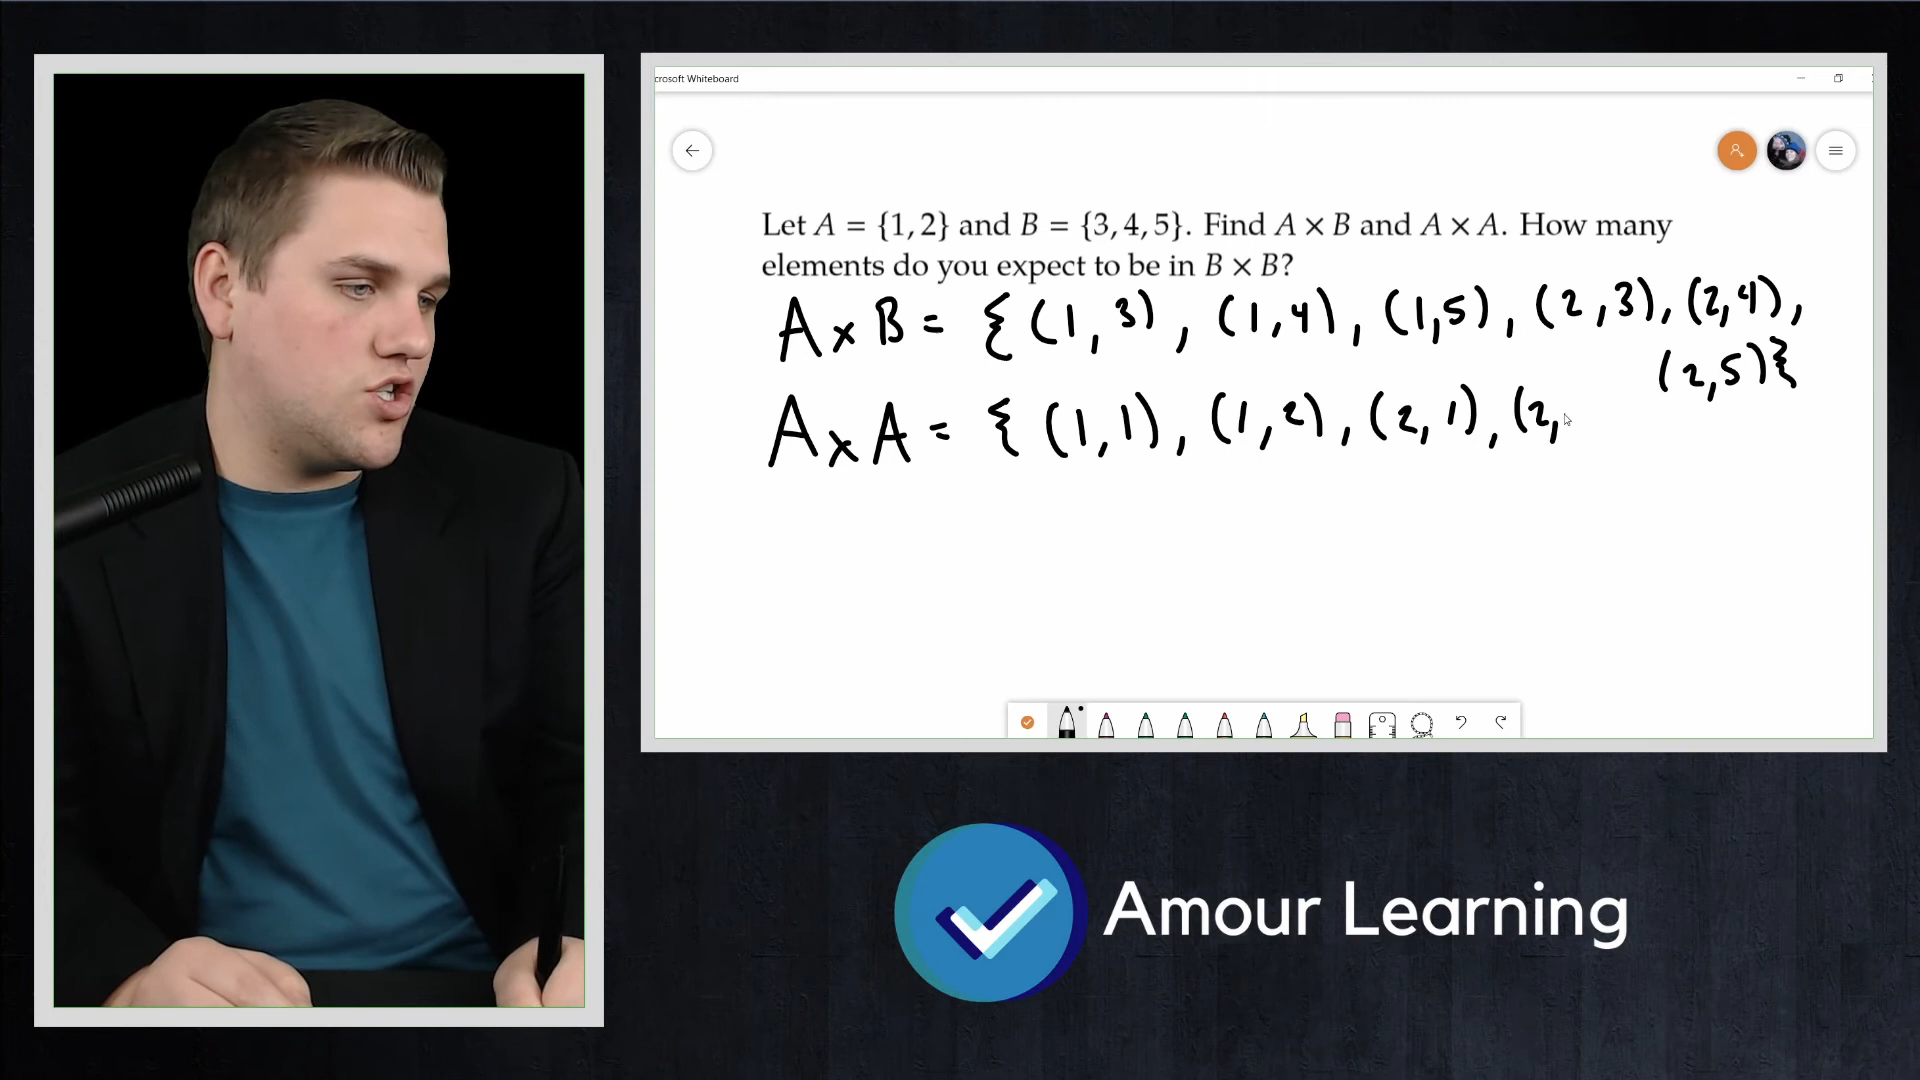 crosoft Whiteboard
Let A = {1, 2} and B = {3, 4, 5}. Find A × B and A × A. How many
elements do you expect to be in B × B?
A × B = { (1, 3), (1, 4), (1, 5), (2, 3), (2, 4),
(2, 5)}
A × A = { (1, 1), (1, 2), (2, 1), (2,
Amour Learning